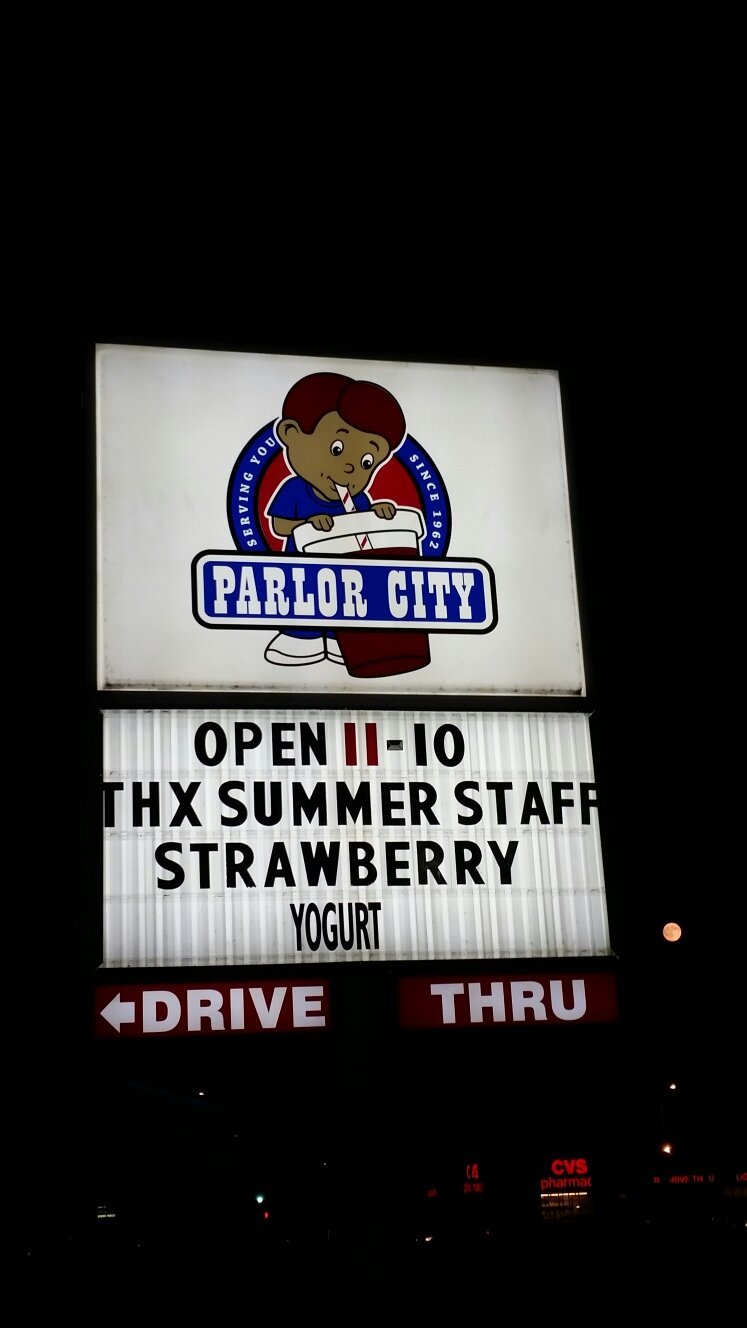 SERVING YOU
SINCE 1962
PARLOR CITY
OPEN 11-10
THX SUMMER STAFF
STRAWBERRY
YOGURT
DRIVE THRU
CVS
pharmac